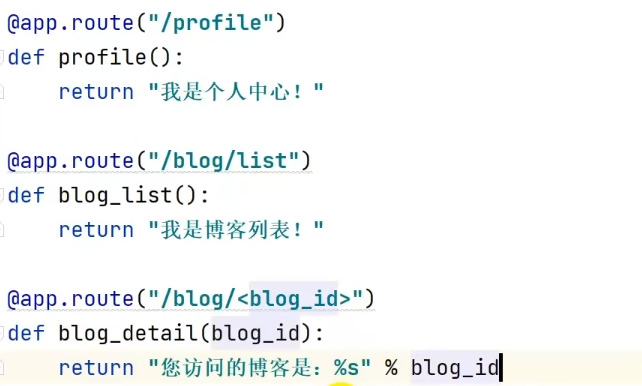 @app.route("/profile")
def profile():
    return "我是个人中心！"
@app.route("/blog/list")
def blog_list():
    return "我是博客列表！"
@app.route("/blog/<blog_id>")
def blog_detail(blog_id):
    return "您访问的博客是：%s" % blog_id